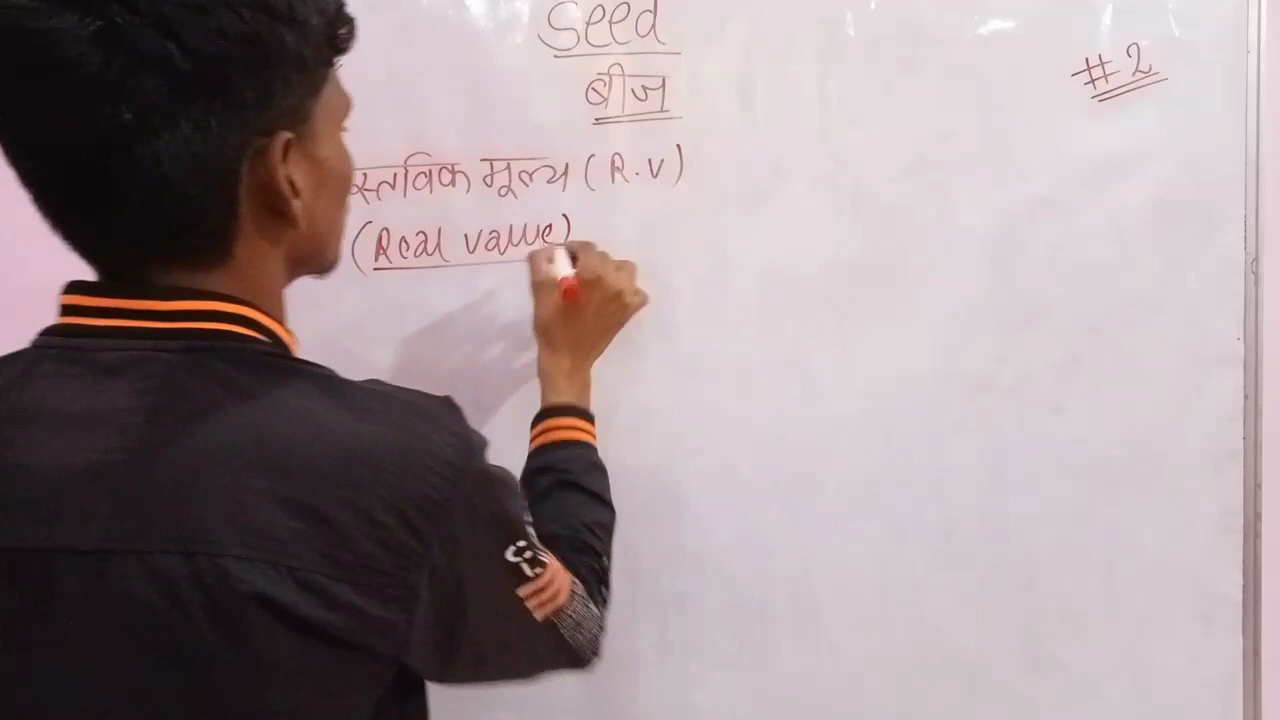 Seed
#2
बीज
स्तविक मूल्य (R.V)
(Real value)